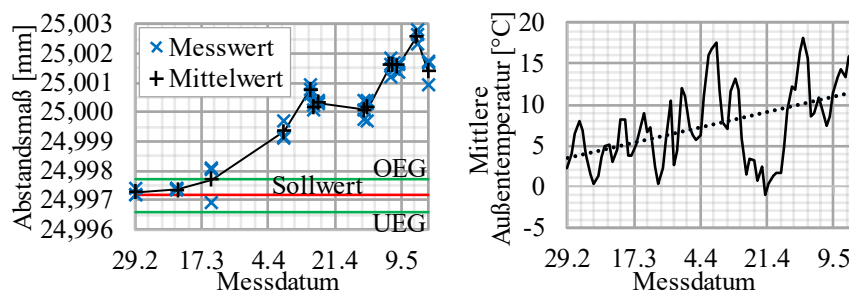 Abstandsmaß [mm]
25,003
25,002
25,001
25,000
24,999
24,998
24,997
24,996
Messwert
Mittelwert
OEG
Sollwert
UEG
29.2 17.3 4.4 21.4 9.5
Messdatum
Mittlere
Außentemperatur [°C]
20
15
10
5
0
-5
29.2 17.3 4.4 21.4 9.5
Messdatum